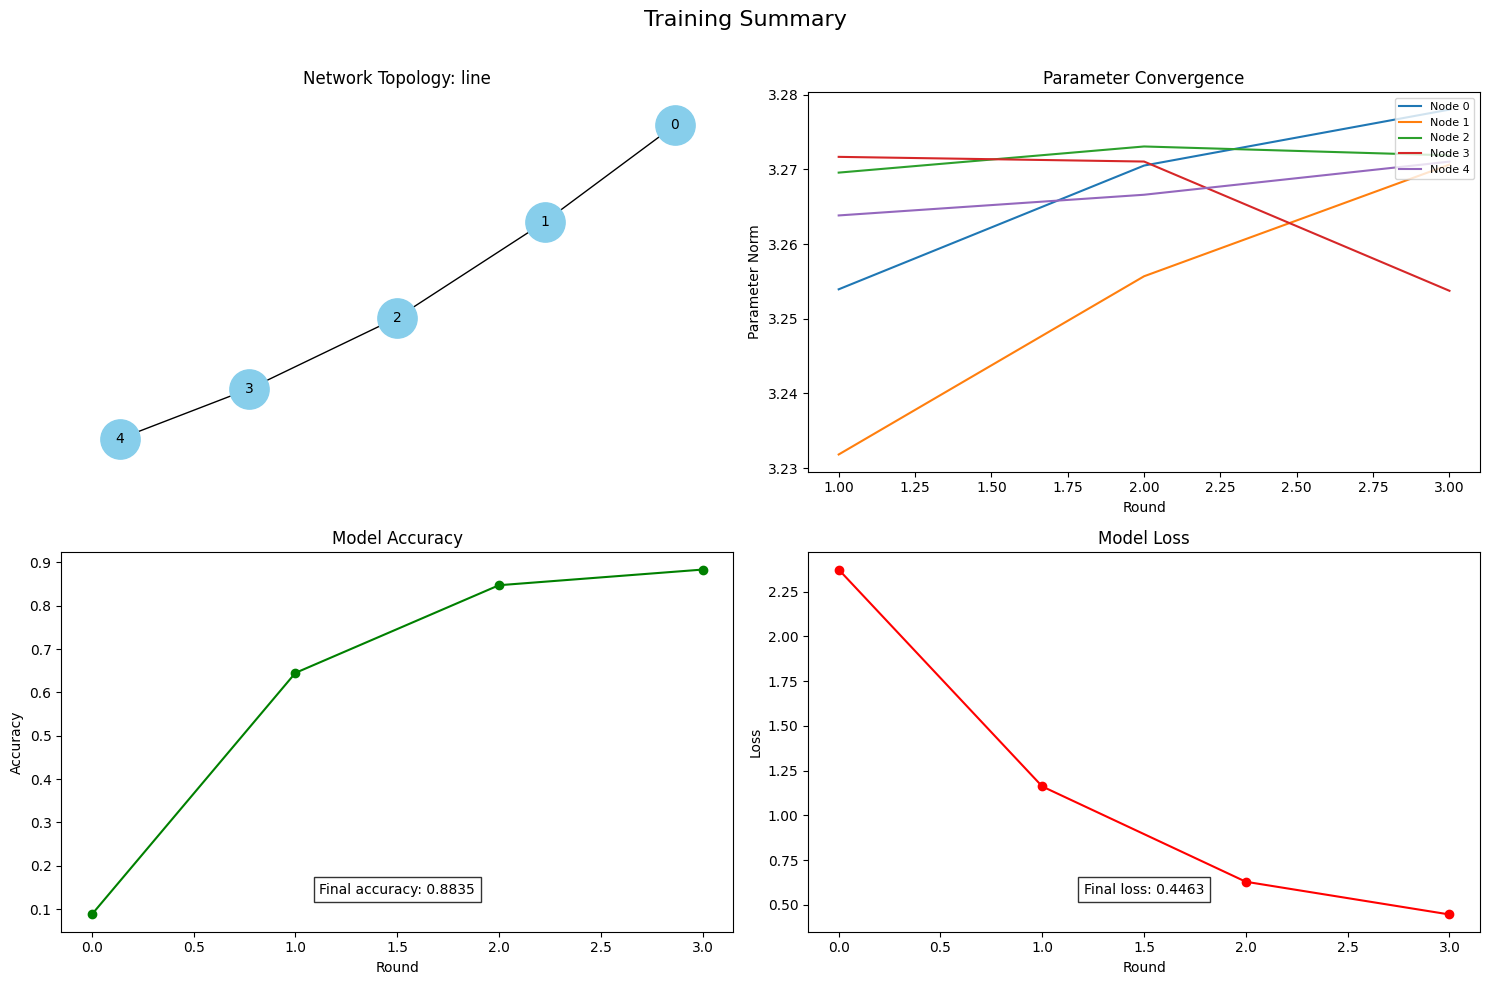 Training Summary
Network Topology: line
0
1
2
3
4
Parameter Convergence
3.28
3.27
3.26
3.25
3.24
3.23
Parameter Norm
Node 0
Node 1
Node 2
Node 3
Node 4
1.00 1.25 1.50 1.75 2.00 2.25 2.50 2.75 3.00
Round
Model Accuracy
0.9
0.8
0.7
0.6
0.5
0.4
0.3
0.2
0.1
Accuracy
Final accuracy: 0.8835
0.0 0.5 1.0 1.5 2.0 2.5 3.0
Round
Model Loss
2.25
2.00
1.75
1.50
1.25
1.00
0.75
0.50
Loss
Final loss: 0.4463
0.0 0.5 1.0 1.5 2.0 2.5 3.0
Round